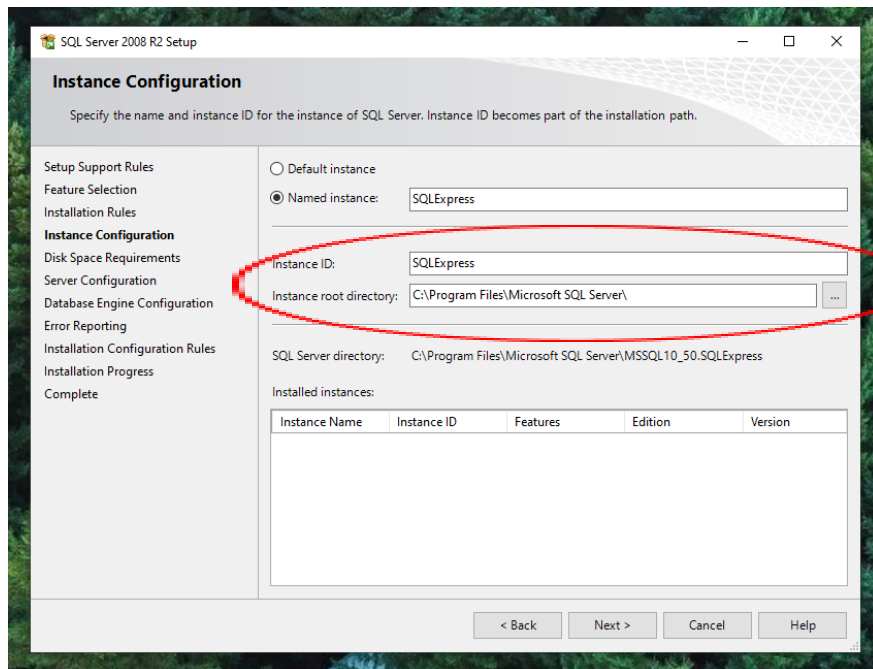 SQL Server 2008 R2 Setup
Instance Configuration
Specify the name and instance ID for the instance of SQL Server. Instance ID becomes part of the installation path.
Setup Support Rules
Feature Selection
Installation Rules
Instance Configuration
Disk Space Requirements
Server Configuration
Database Engine Configuration
Error Reporting
Installation Configuration Rules
Installation Progress
Complete
Default instance
Named instance: SQLExpress
Instance ID: SQLExpress
Instance root directory: C:\Program Files\Microsoft SQL Server\ ...
SQL Server directory: C:\Program Files\Microsoft SQL Server\MSSQL10_50.SQLExpress
Installed instances:
Instance Name Instance ID Features Edition Version
< Back Next > Cancel Help